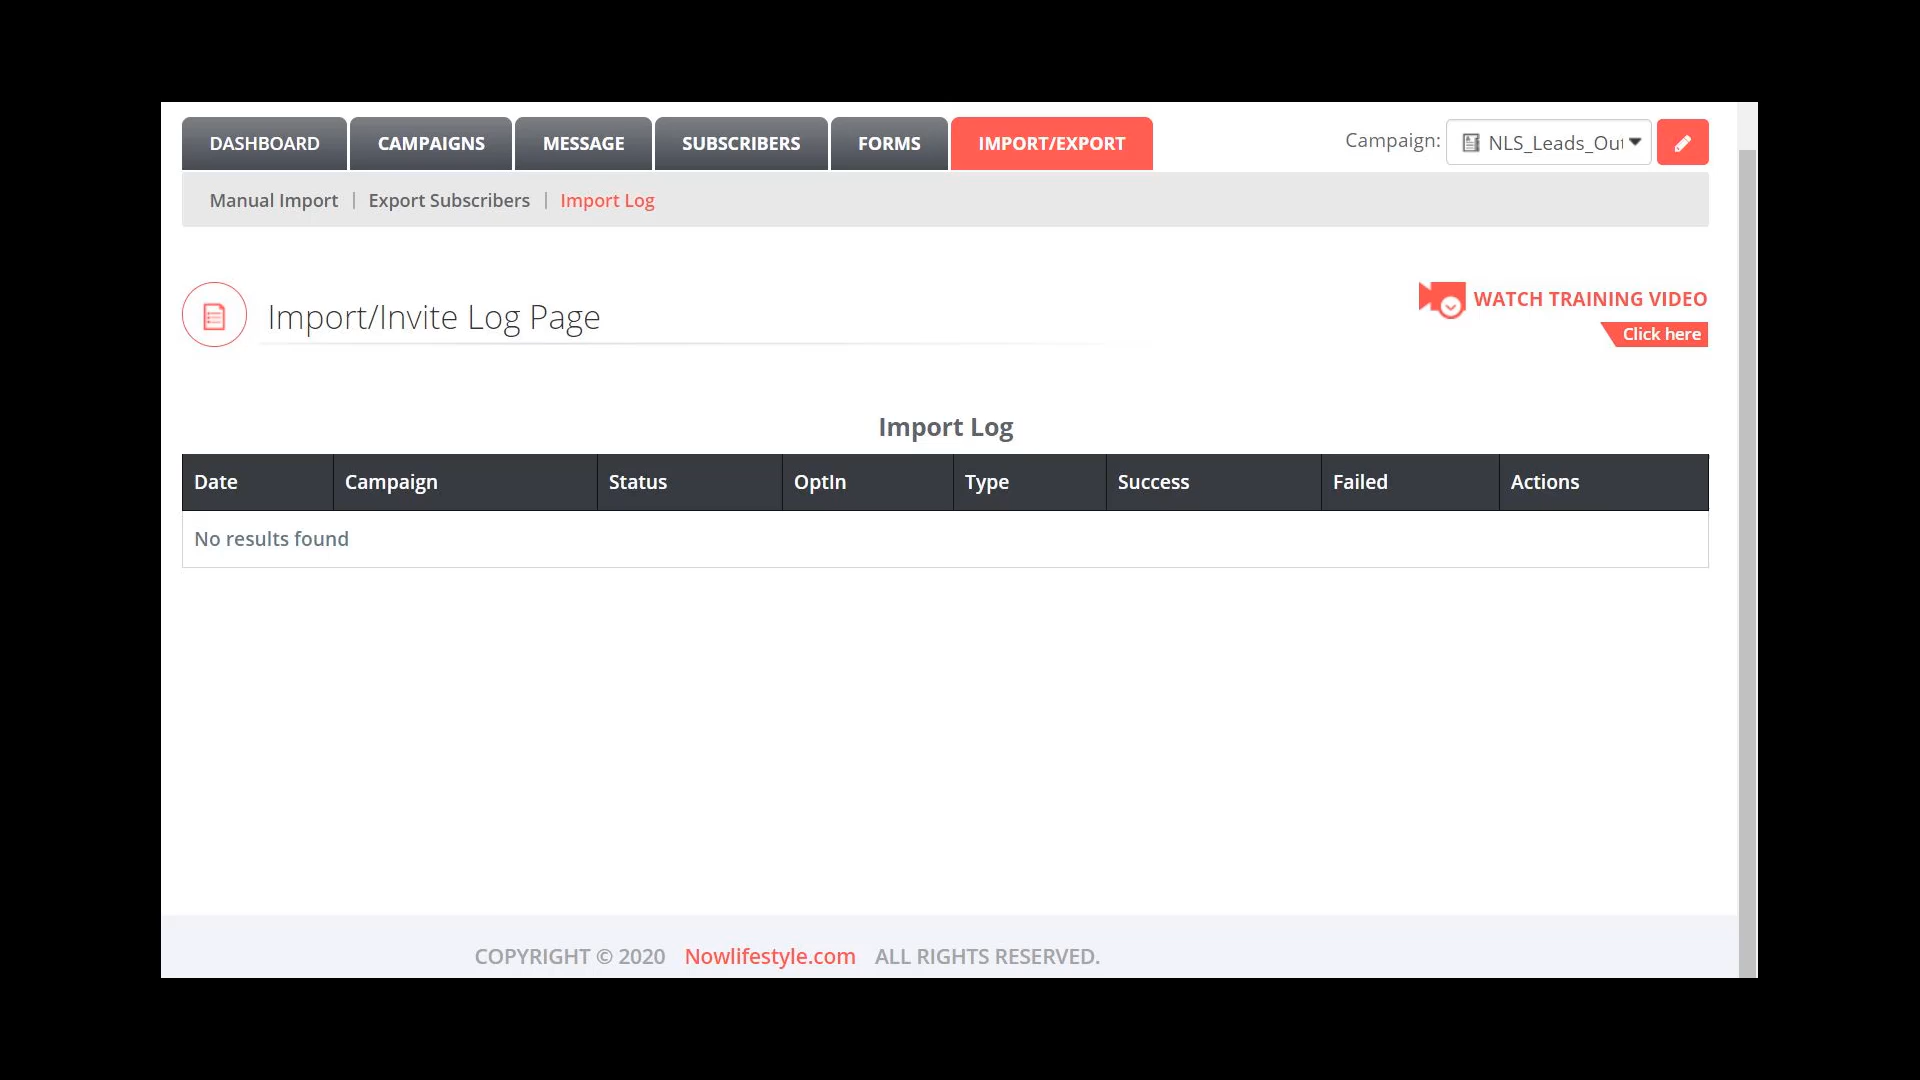 DASHBOARD CAMPAIGNS MESSAGE SUBSCRIBERS FORMS IMPORT/EXPORT Campaign: NLS_Leads_Ou
Manual Import | Export Subscribers | Import Log
Import/Invite Log Page
WATCH TRAINING VIDEO
Click here
Import Log
Date Campaign Status OptIn Type Success Failed Actions
No results found
COPYRIGHT © 2020 Nowlifestyle.com ALL RIGHTS RESERVED.